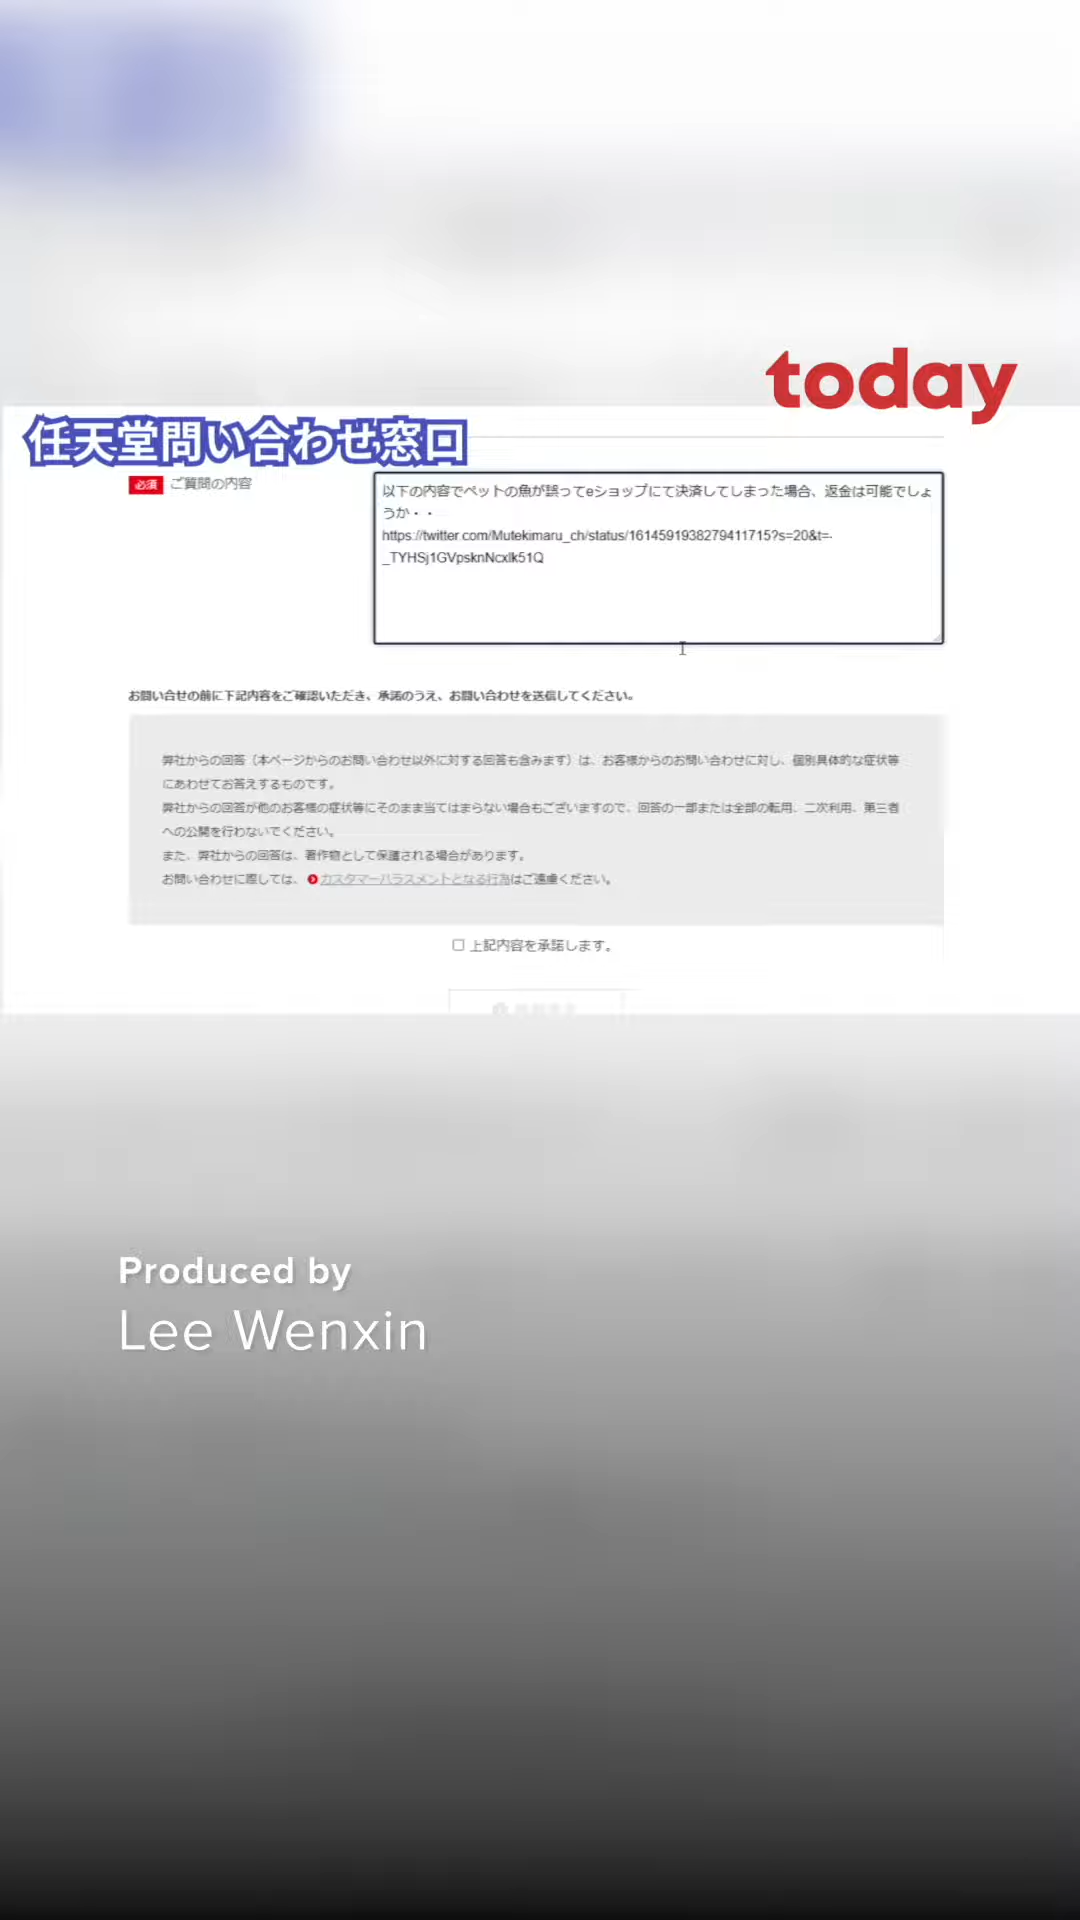 today
任天堂問い合わせ窓口
必須 ご質問の内容
以下の内容でペットの魚が誤ってeショップにて決済してしまった場合、返金は可能でしょ
うか・・
https://twitter.com/Mutekimaru_ch/status/1614591938279411715?s=20&t=-
_TYHSj1GVpsknNcxlk51Q
お問い合せの前に下記内容をご確認いただき、承諾のうえ、お問い合わせを送信してください。
弊社からの回答（本ページからのお問い合わせ以外に対する回答も含みます）は、お客様からのお問い合わせに対し、個別具体的な症状等
にあわせてお答えするものです。
弊社からの回答が他のお客様の症状等にそのまま当てはまらない場合もございますので、回答の一部または全部の転用、二次利用、第三者
への公開を行わないでください。
また、弊社からの回答は、著作物として保護される場合があります。
お問い合わせに際しては、カスタマーハラスメントとなる行為はご遠慮ください。
上記内容を承諾します。
Produced by
Lee Wenxin